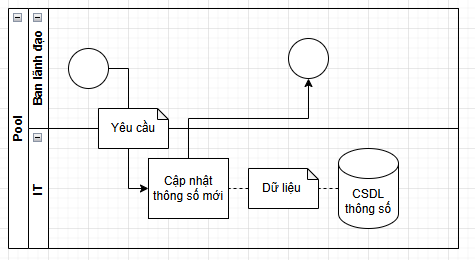 Pool
Ban lãnh đạo
Yêu cầu
IT
Cập nhật
thông số mới
Dữ liệu
CSDL
thông số